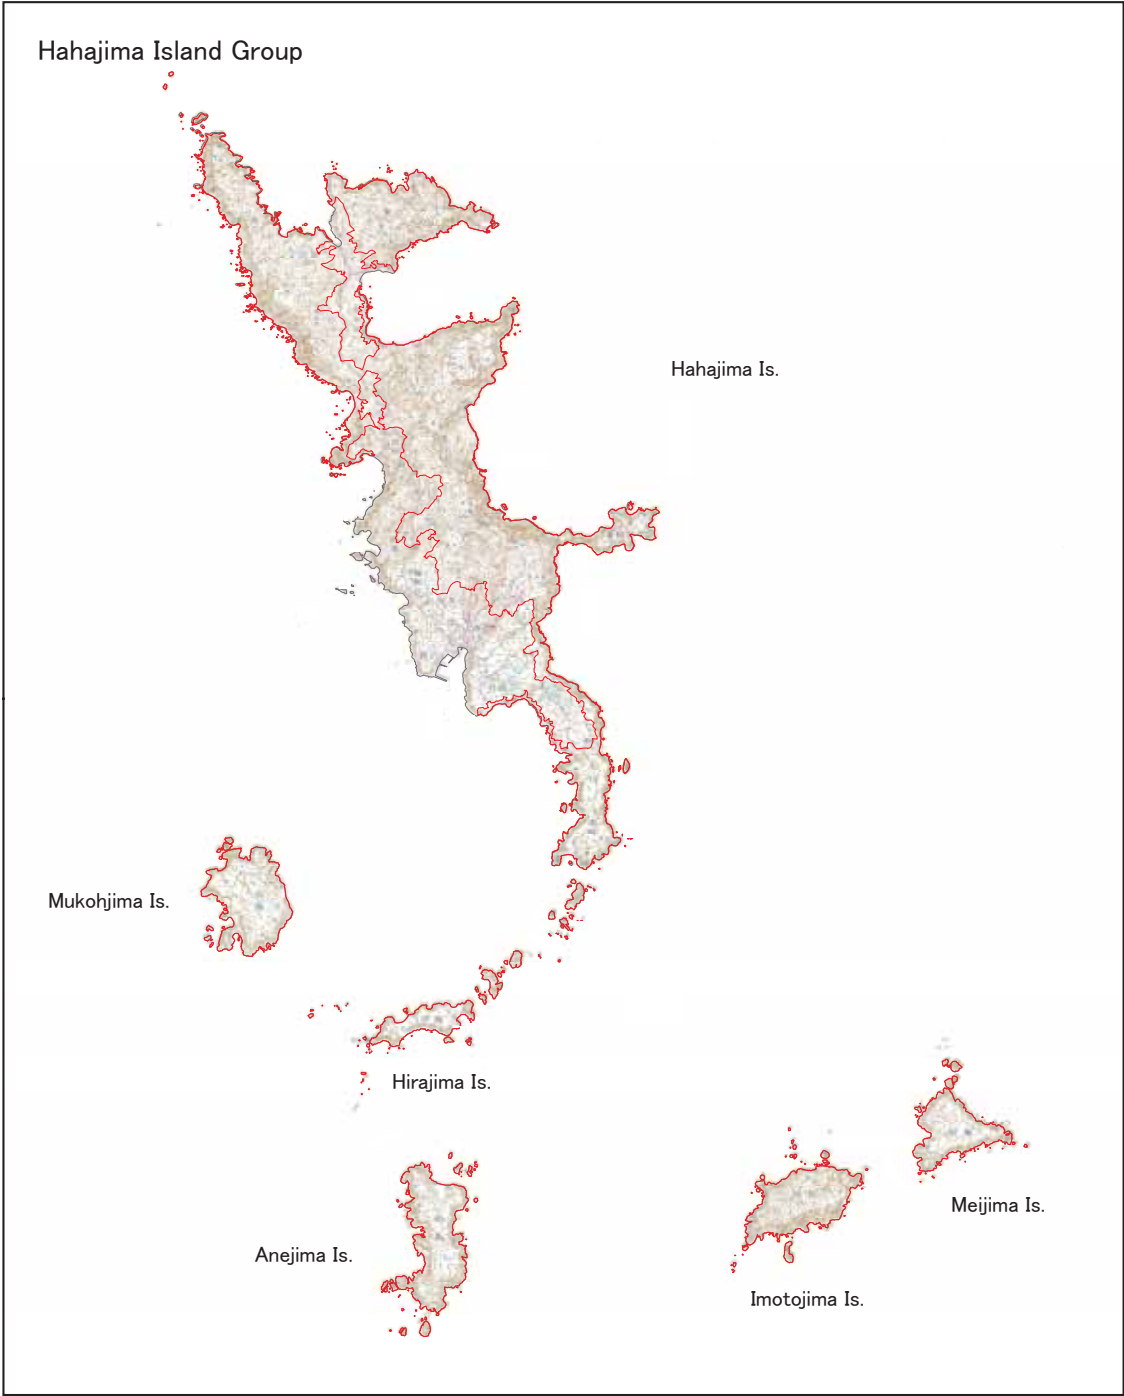 Hahajima Island Group
Hahajima Is.
Mukohjima Is.
Hirajima Is.
Meijima Is.
Anejima Is.
Imotojima Is.